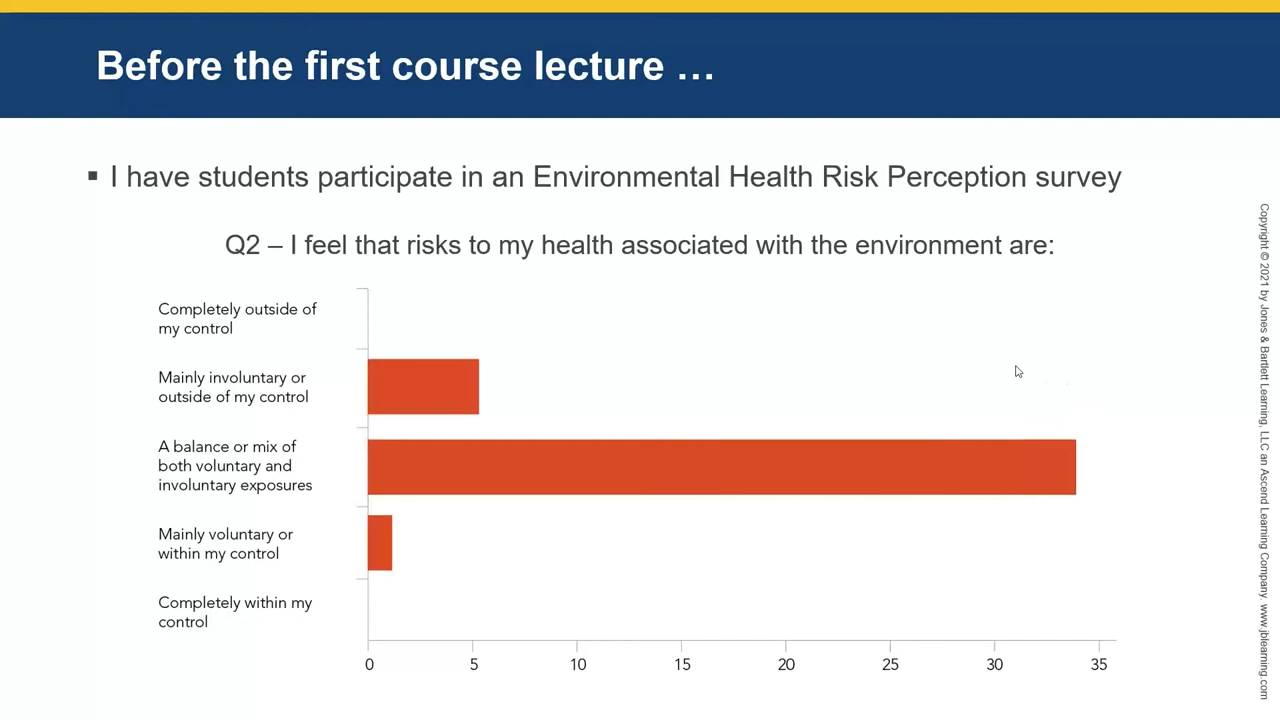 Before the first course lecture …
▪ I have students participate in an Environmental Health Risk Perception survey
Q2 – I feel that risks to my health associated with the environment are:
Completely outside of
my control
Mainly involuntary or
outside of my control
A balance or mix of
both voluntary and
involuntary exposures
Mainly voluntary or
within my control
Completely within my
control
0 5 10 15 20 25 30 35
Copyright © 2021 by Jones & Bartlett Learning, LLC an Ascend Learning Company. www.jblearning.com